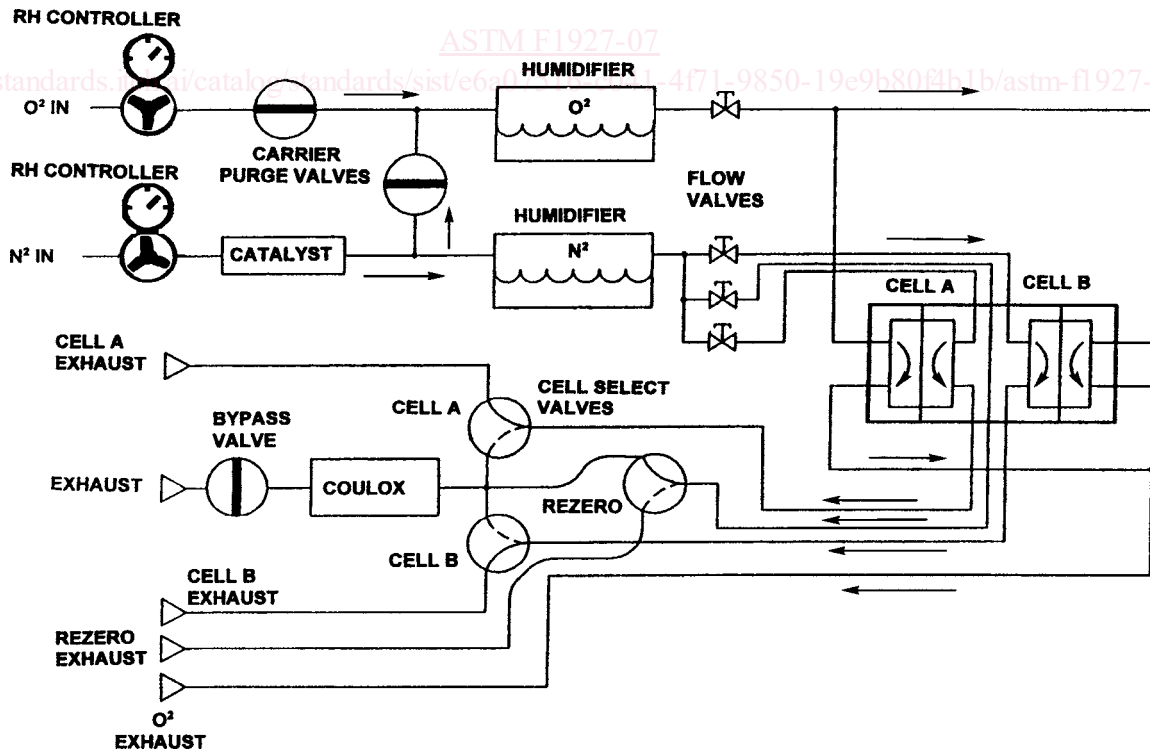 RH CONTROLLER
ASTM F1927-07
HUMIDIFIER
O² IN
O²
CARRIER
PURGE VALVES
RH CONTROLLER
FLOW
VALVES
HUMIDIFIER
N² IN
CATALYST
N²
CELL A
CELL B
CELL A
EXHAUST
CELL SELECT
VALVES
CELL A
BYPASS
VALVE
EXHAUST
COULOX
REZERO
CELL B
CELL B
EXHAUST
REZERO
EXHAUST
O²
EXHAUST